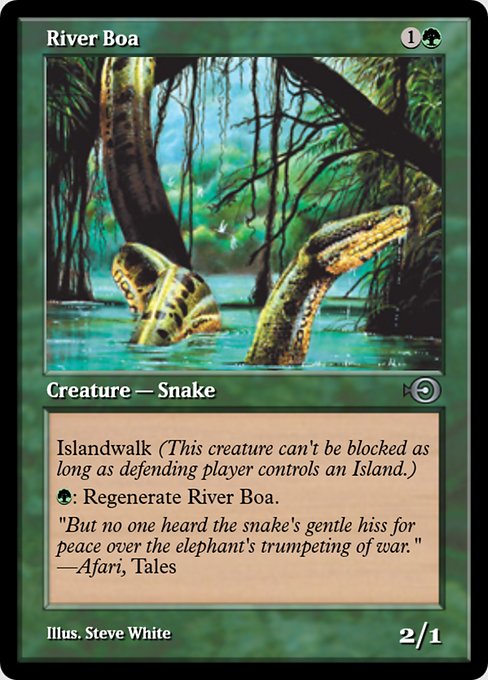 River Boa
1
Creature — Snake
Islandwalk (This creature can't be blocked as
long as defending player controls an Island.)
: Regenerate River Boa.
"But no one heard the snake's gentle hiss for
peace over the elephant's trumpeting of war."
—Afari, Tales
Illus. Steve White
2/1